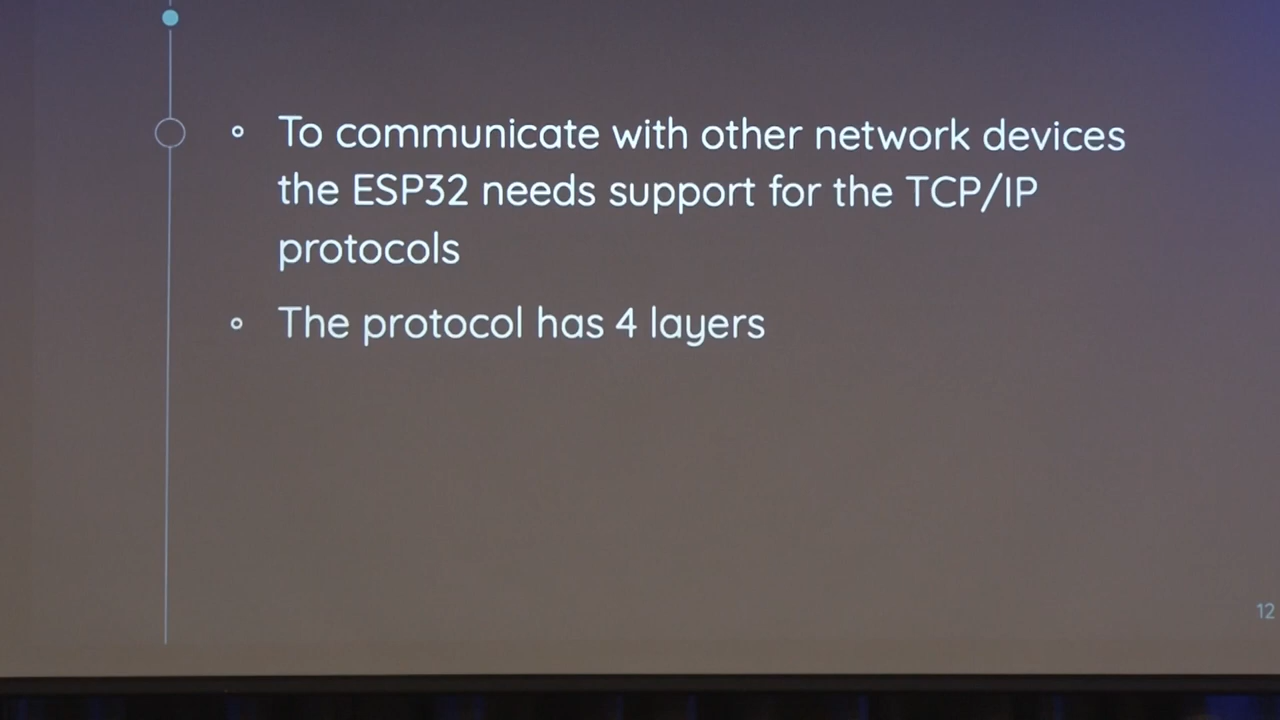 To communicate with other network devices
the ESP32 needs support for the TCP/IP
protocols
The protocol has 4 layers
12